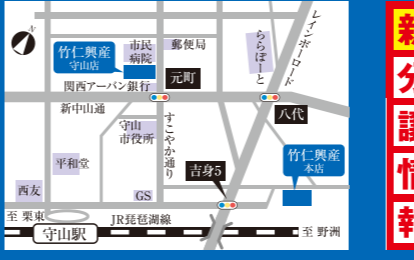 N
竹仁興産
守山店
市民
病院
郵便局
ららぽーと
レインボーロード
関西アーバン銀行
元町
新中山通
八代
守山
市役所
すこやか通り
平和堂
吉身5
竹仁興産
本店
西友
GS
至 栗東
JR琵琶湖線
守山駅
至 野洲
新
分
譲
情
報